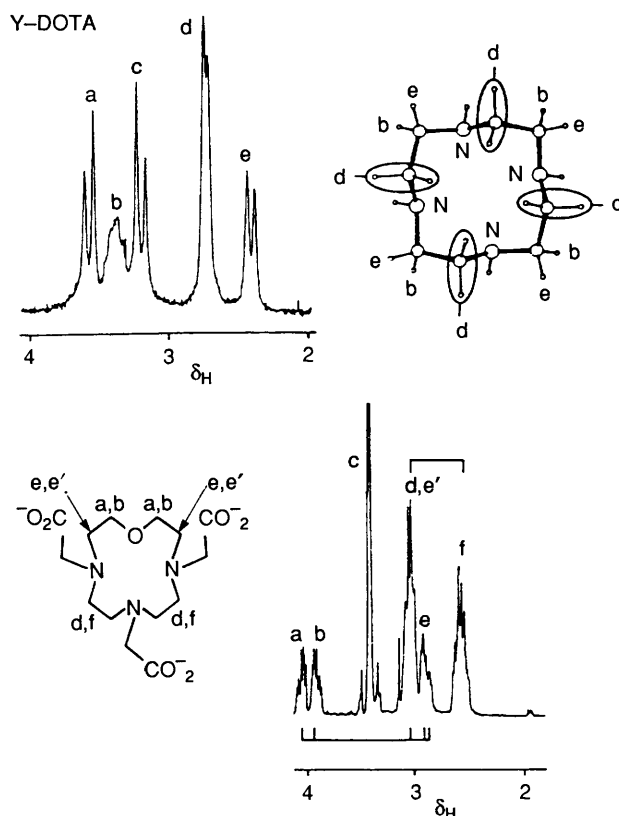 Y–DOTA
a
b
c
d
e
4
3
2
δH
d
e
b
b
e
N
d
N
N
d
N
e
b
b
e
d
e,e′
a,b
a,b
e,e′
⁻O₂C
O
CO⁻₂
N
N
d,f
N
d,f
CO⁻₂
a
b
c
d,e′
e
f
4
3
2
δH